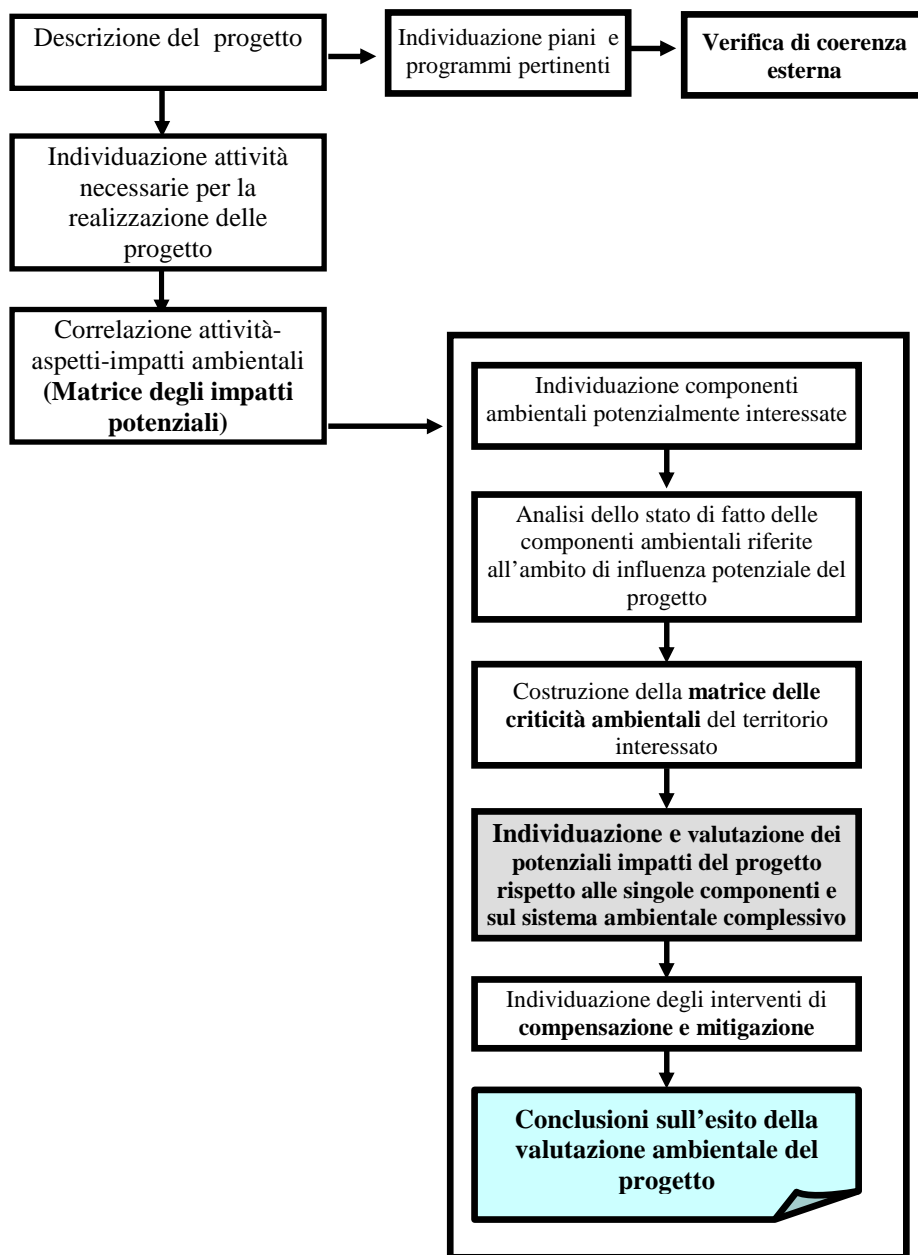 Descrizione del progetto
Individuazione piani e
programmi pertinenti
Verifica di coerenza
esterna
Individuazione attività
necessarie per la
realizzazione delle
progetto
Correlazione attività-
aspetti-impatti ambientali
(Matrice degli impatti
potenziali)
Individuazione componenti
ambientali potenzialmente interessate
Analisi dello stato di fatto delle
componenti ambientali riferite
all’ambito di influenza potenziale del
progetto
Costruzione della matrice delle
criticità ambientali del territorio
interessato
Individuazione e valutazione dei
potenziali impatti del progetto
rispetto alle singole componenti e
sul sistema ambientale complessivo
Individuazione degli interventi di
compensazione e mitigazione
Conclusioni sull’esito della
valutazione ambientale del
progetto